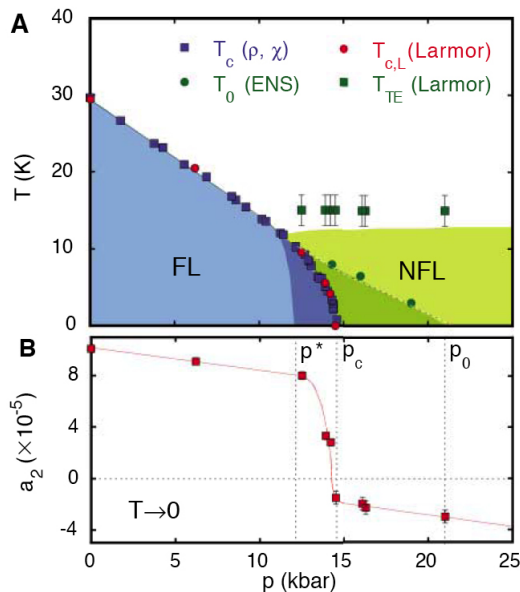 A
40
T_c (ρ, χ)
T_c,L (Larmor)
T_0 (ENS)
T_TE (Larmor)
30
T (K)
20
10
FL
NFL
0
B
p*
p_c
p_0
8
a_2 (×10^-5)
4
0
T→0
-4
0 5 10 15 20 25
p (kbar)